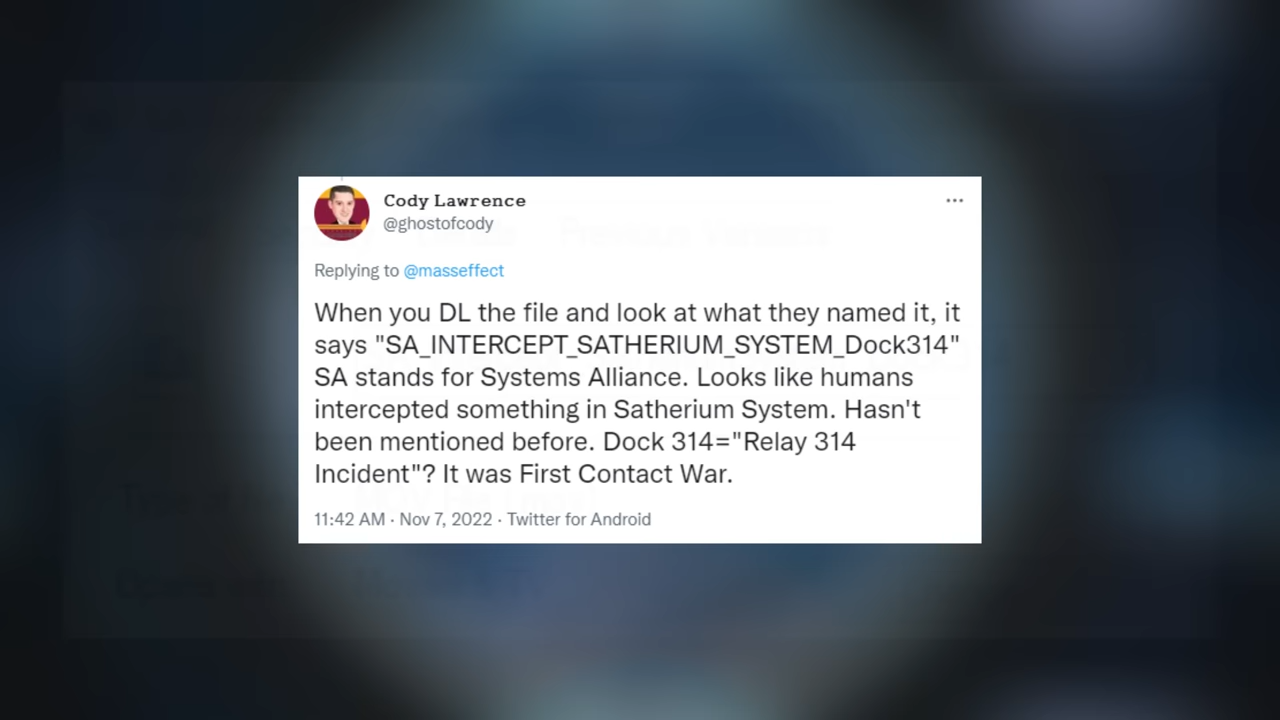 Cody Lawrence
@ghostofcody
Replying to @masseffect
When you DL the file and look at what they named it, it
says "SA_INTERCEPT_SATHERIUM_SYSTEM_Dock314"
SA stands for Systems Alliance. Looks like humans
intercepted something in Satherium System. Hasn't
been mentioned before. Dock 314="Relay 314
Incident"? It was First Contact War.
11:42 AM · Nov 7, 2022 · Twitter for Android